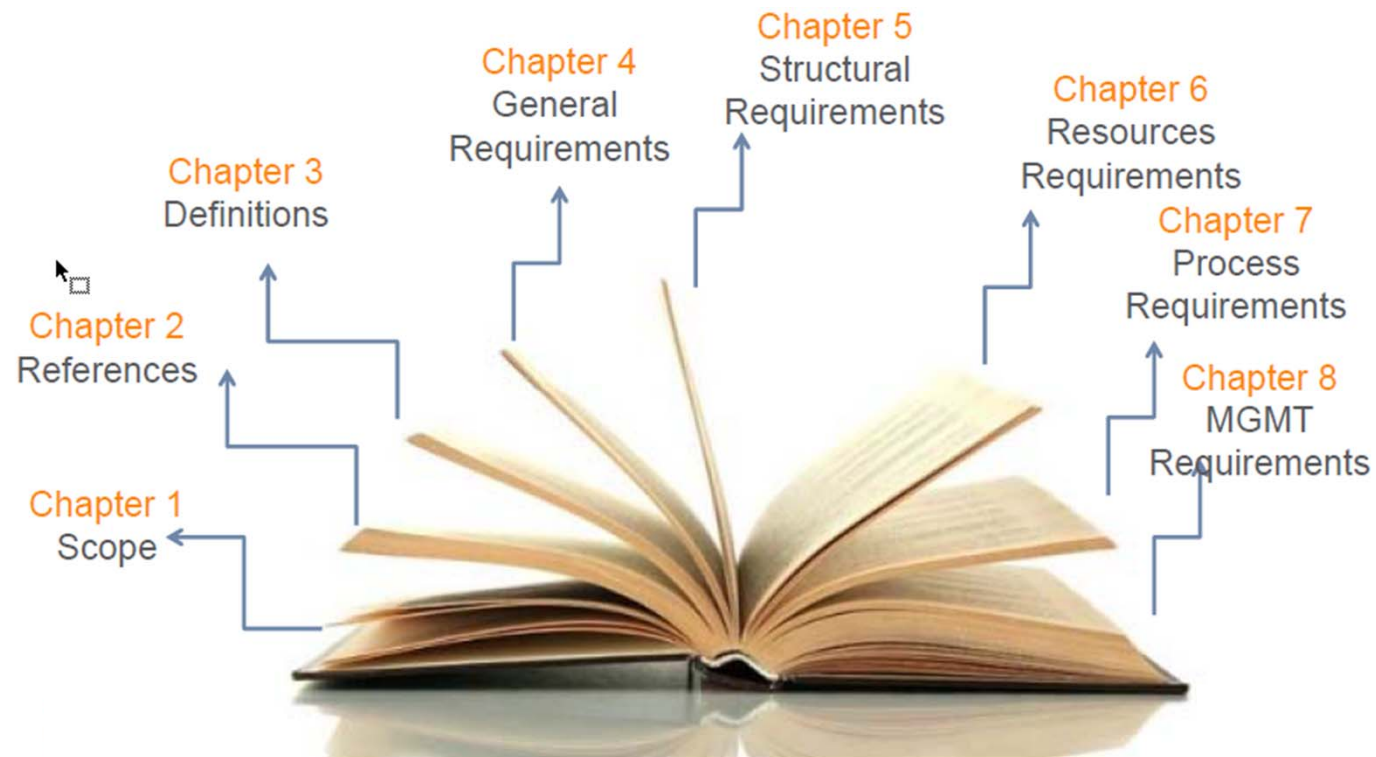 Chapter 1
Scope
Chapter 2
References
Chapter 3
Definitions
Chapter 4
General
Requirements
Chapter 5
Structural
Requirements
Chapter 6
Resources
Requirements
Chapter 7
Process
Requirements
Chapter 8
MGMT
Requirements